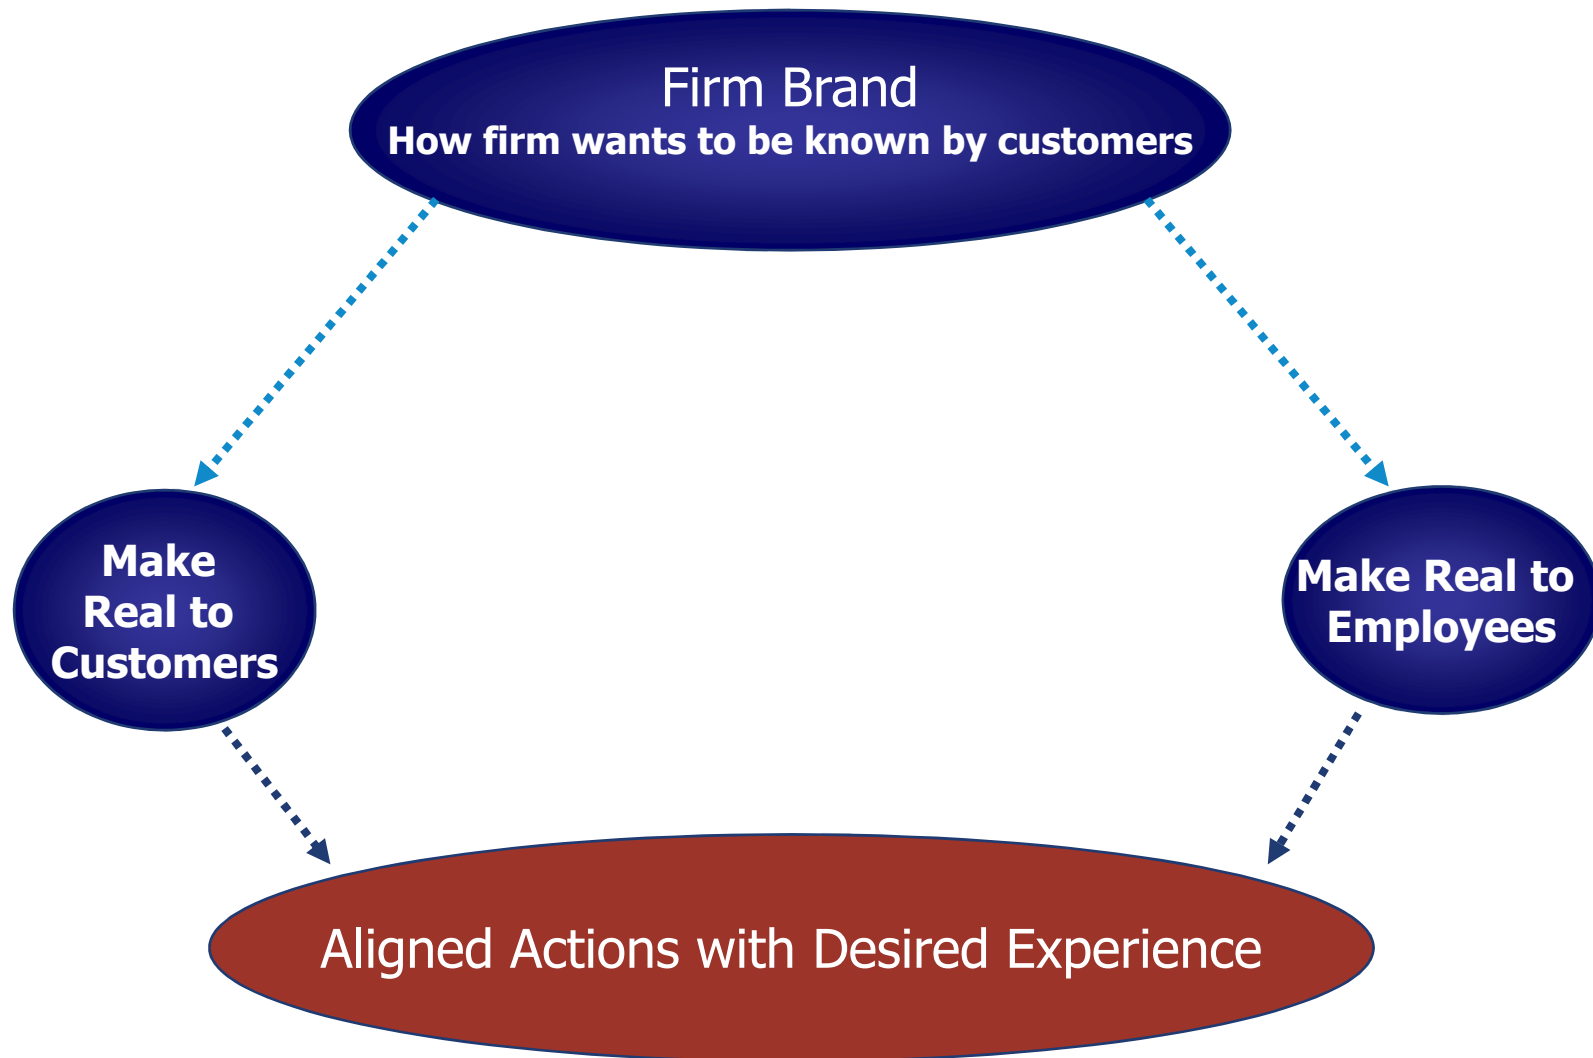 Firm Brand
How firm wants to be known by customers
Make
Real to
Customers
Make Real to
Employees
Aligned Actions with Desired Experience